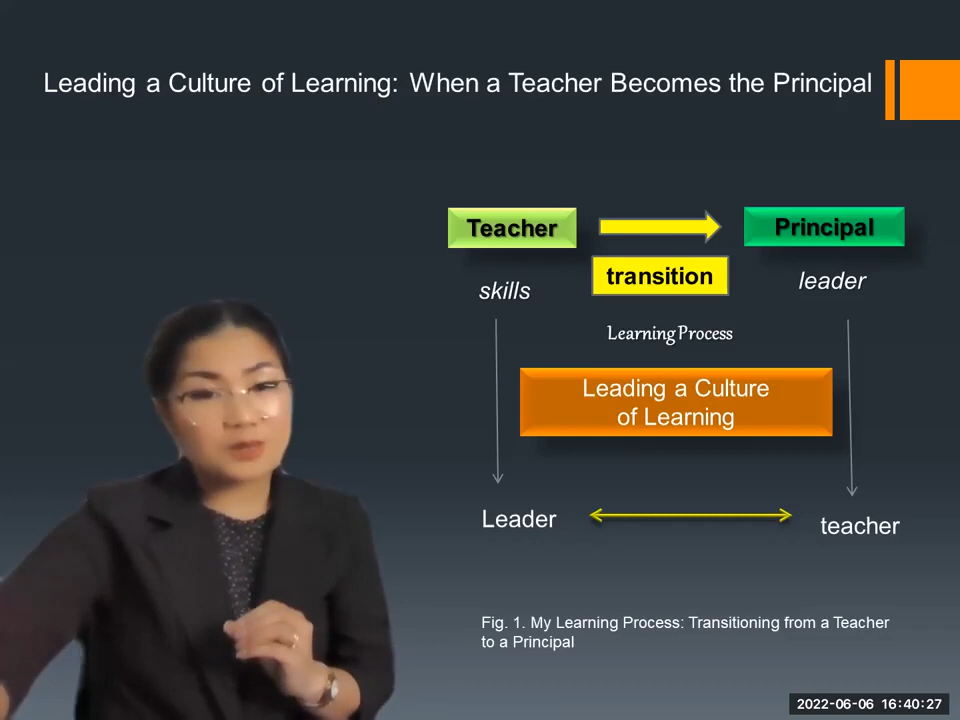 Leading a Culture of Learning: When a Teacher Becomes the Principal
Teacher
Principal
transition
skills
leader
Learning Process
Leading a Culture
of Learning
Leader
teacher
Fig. 1. My Learning Process: Transitioning from a Teacher
to a Principal
2022-06-06 16:40:27